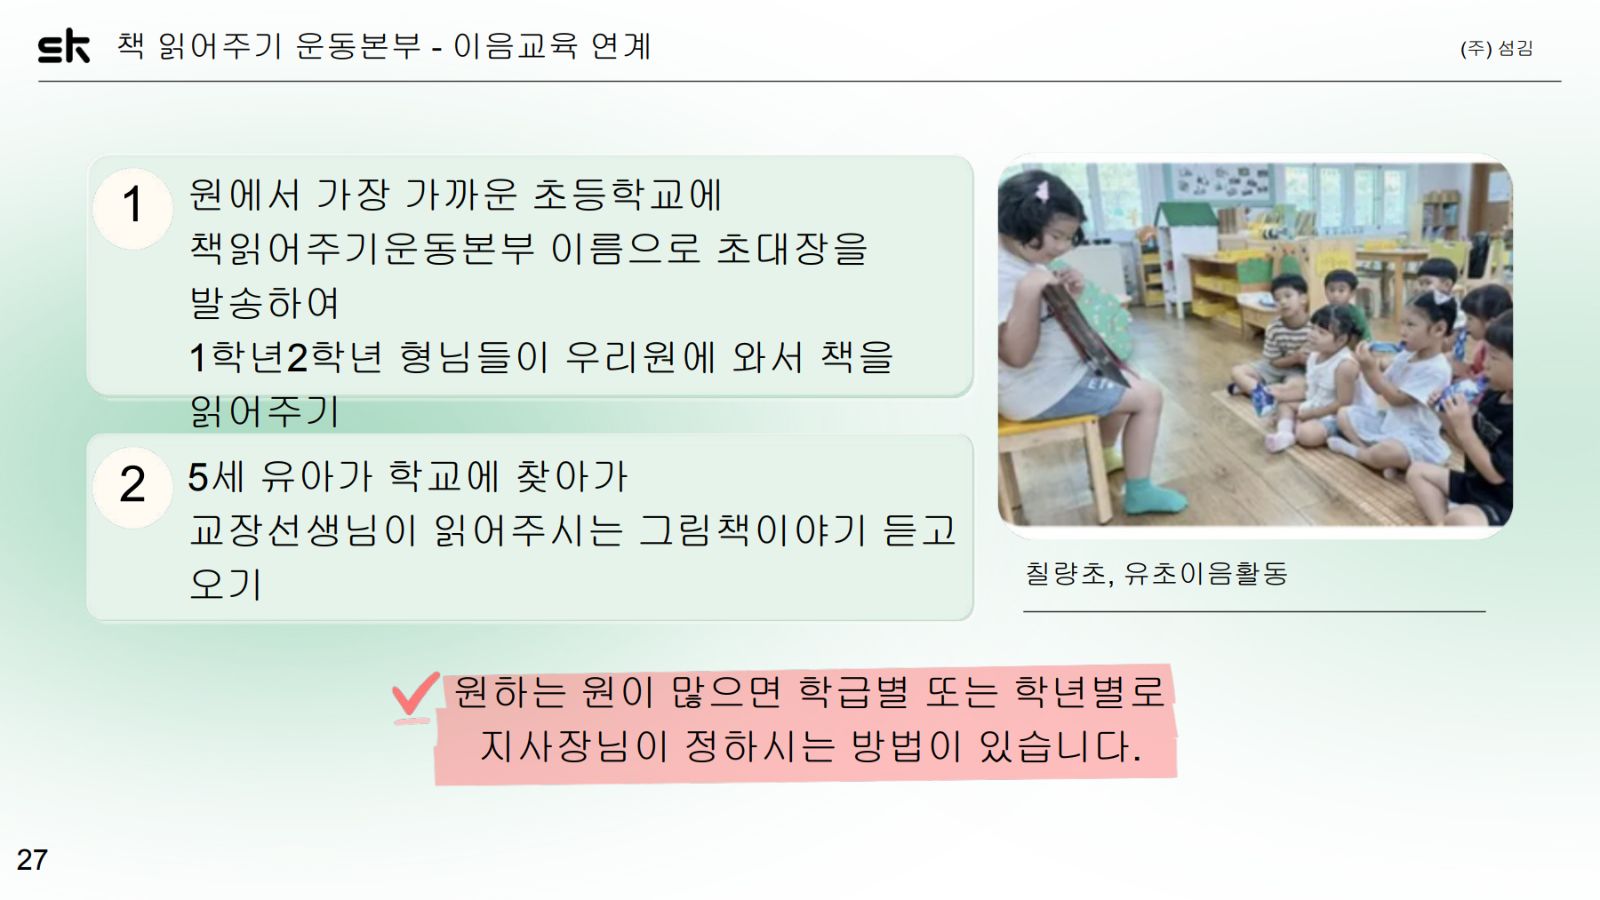 sk 책 읽어주기 운동본부 - 이음교육 연계
(주) 섬김
1
원에서 가장 가까운 초등학교에
책읽어주기운동본부 이름으로 초대장을
발송하여
1학년2학년 형님들이 우리원에 와서 책을
읽어주기
2
5세 유아가 학교에 찾아가
교장선생님이 읽어주시는 그림책이야기 듣고
오기
칠량초, 유초이음활동
원하는 원이 많으면 학급별 또는 학년별로
지사장님이 정하시는 방법이 있습니다.
27